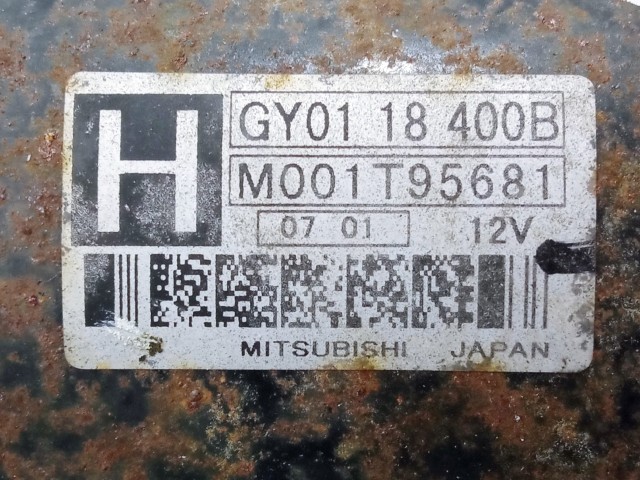 H
GY01 18 400B
M001T95681
07 01 12V
MITSUBISHI JAPAN